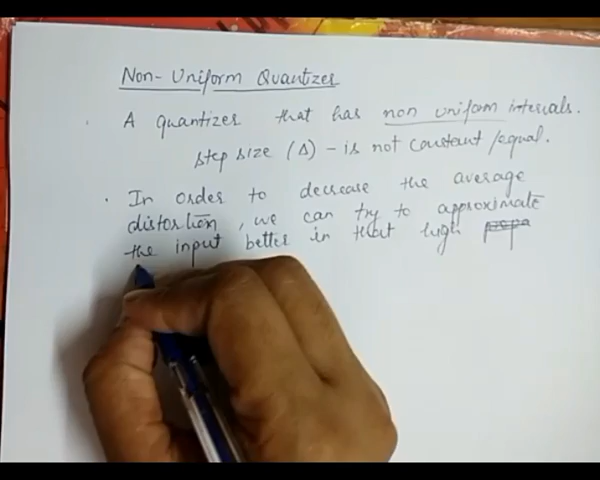 Non-Uniform Quantizer
A quantizer that has non uniform intervals.
step size (Δ) - is not constant/equal.
. In order to decrease the average
distortion, we can try to approximate
the input better in that high